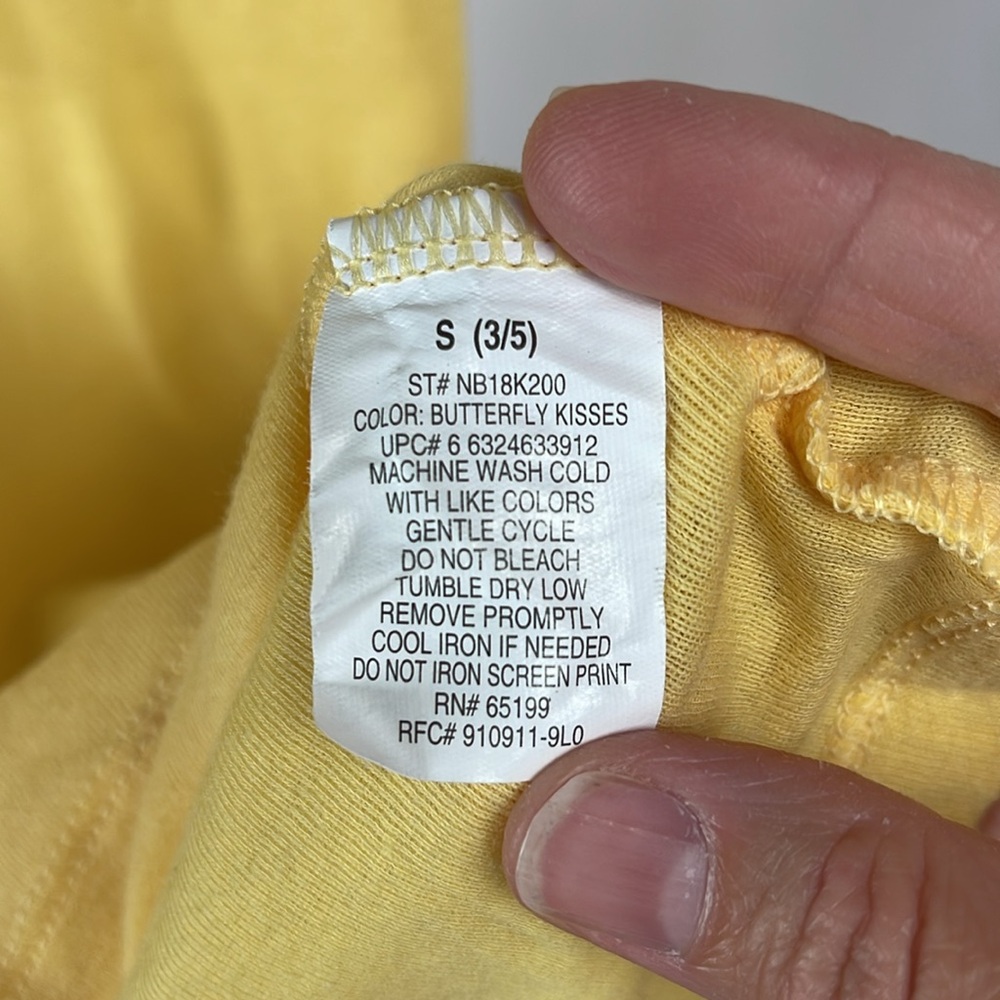 S (3/5)
ST# NB18K200
COLOR: BUTTERFLY KISSES
UPC# 6 6324633912
MACHINE WASH COLD
WITH LIKE COLORS
GENTLE CYCLE
DO NOT BLEACH
TUMBLE DRY LOW
REMOVE PROMPTLY
COOL IRON IF NEEDED
DO NOT IRON SCREEN PRINT
RN# 65199
RFC# 910911-9L0